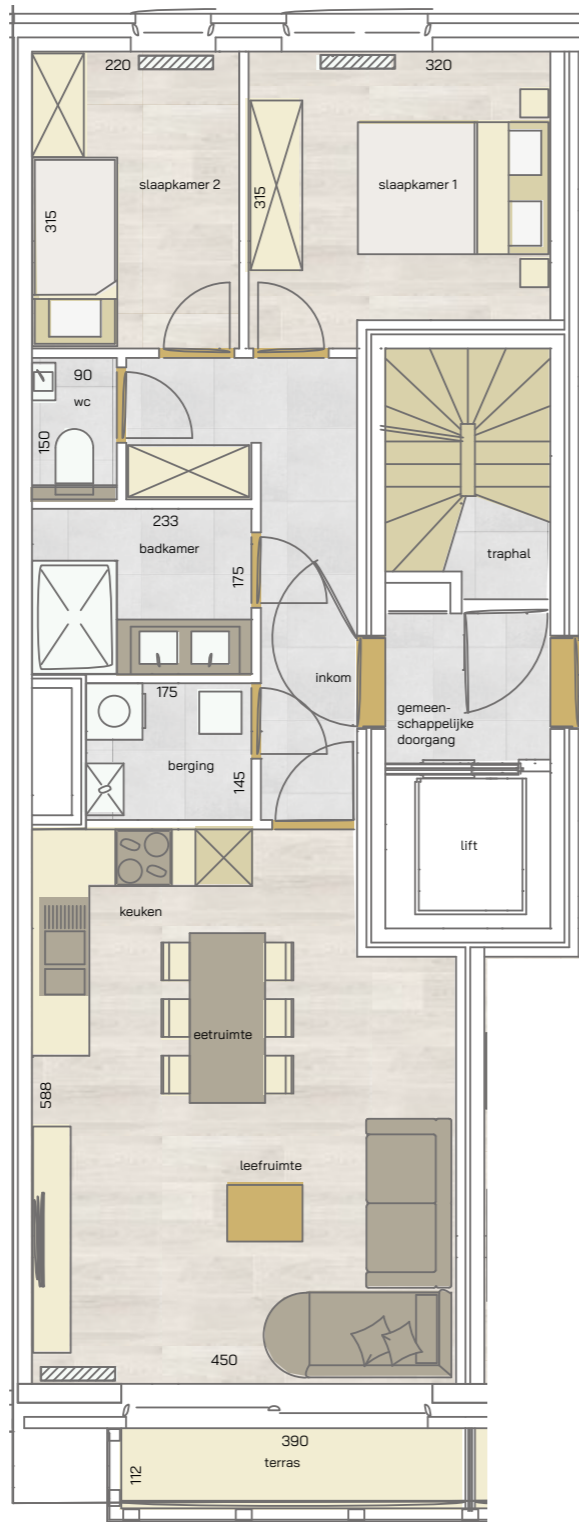 220
320
slaapkamer 2
slaapkamer 1
315
315
90
wc
150
233
badkamer
175
traphal
inkom
175
gemeen-
schappelijke
doorgang
berging
145
lift
keuken
eetruimte
588
leefruimte
450
390
terras
112